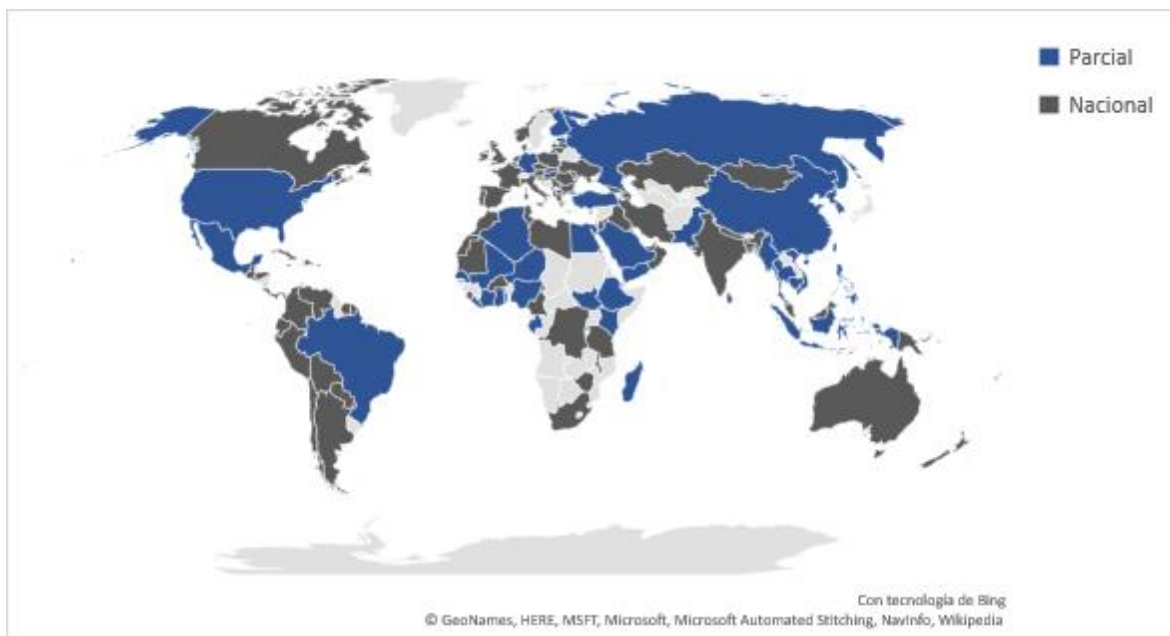 Parcial
Nacional
Con tecnología de Bing
© GeoNames, HERE, MSFT, Microsoft, Microsoft Automated Stitching, Navinfo, Wikipedia